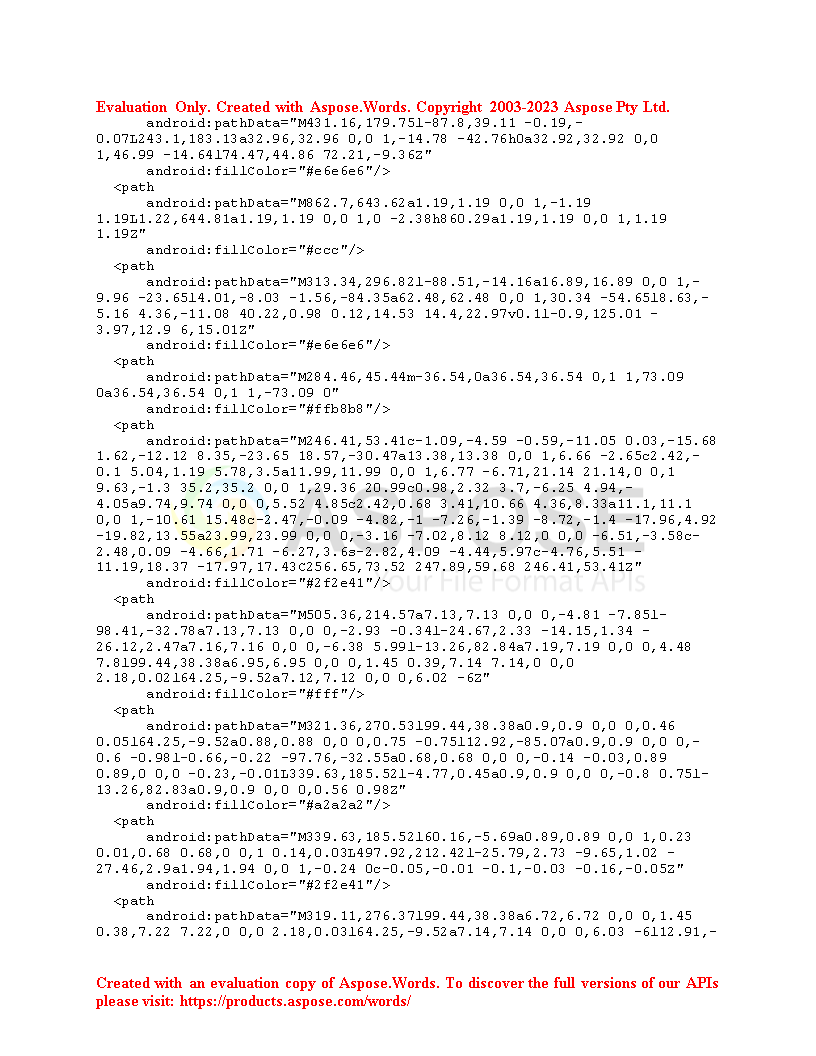 Evaluation Only. Created with Aspose.Words. Copyright 2003-2023 Aspose Pty Ltd.
android:pathData="M431.16,179.75l-87.8,39.11 -0.19,-
0.07L243.1,183.13a32.96,32.96 0,0 1,-14.78 -42.76h0a32.92,32.92 0,0
1,46.99 -14.64l74.47,44.86 72.21,-9.36Z"
android:fillColor="#e6e6e6"/>
<path
android:pathData="M862.7,643.62a1.19,1.19 0,0 1,-1.19
1.19L1.22,644.81a1.19,1.19 0,0 1,0 -2.38h860.29a1.19,1.19 0,0 1,1.19
1.19Z"
android:fillColor="#ccc"/>
<path
android:pathData="M313.34,296.82l-88.51,-14.16a16.89,16.89 0,0 1,-
9.96 -23.65l4.01,-8.03 -1.56,-84.35a62.48,62.48 0,0 1,30.34 -54.65l8.63,-
5.16 4.36,-11.08 40.22,0.98 0.12,14.53 14.4,22.97v0.1l-0.9,125.01 -
3.97,12.9 6,15.01Z"
android:fillColor="#e6e6e6"/>
<path
android:pathData="M284.46,45.44m-36.54,0a36.54,36.54 0,1 1,73.09
0a36.54,36.54 0,1 1,-73.09 0"
android:fillColor="#ffb8b8"/>
<path
android:pathData="M246.41,53.41c-1.09,-4.59 -0.59,-11.05 0.03,-15.68
1.62,-12.12 8.35,-23.65 18.57,-30.47a13.38,13.38 0,0 1,6.66 -2.65c2.42,-
0.1 5.04,1.19 5.78,3.5a11.99,11.99 0,0 1,6.77 -6.71,21.14 21.14,0 0,1
9.63,-1.3 35.2,35.2 0,0 1,29.36 20.99c0.98,2.32 3.7,-6.25 4.94,-
4.05a9.74,9.74 0,0 0,5.52 4.85c2.42,0.68 3.41,10.66 4.36,8.33a11.1,11.1
0,0 1,-10.61 15.48c-2.47,-0.09 -4.82,-1 -7.26,-1.39 -8.72,-1.4 -17.96,4.92
-19.82,13.55a23.99,23.99 0,0 0,-3.16 -7.02,8.12 8.12,0 0,0 -6.51,-3.58c-
2.48,0.09 -4.66,1.71 -6.27,3.6s-2.82,4.09 -4.44,5.97c-4.76,5.51 -
11.19,18.37 -17.97,17.43C256.65,73.52 247.89,59.68 246.41,53.41Z"
android:fillColor="#2f2e41"/>
<path
android:pathData="M505.36,214.57a7.13,7.13 0,0 0,-4.81 -7.85l-
98.41,-32.78a7.13,7.13 0,0 0,-2.93 -0.34l-24.67,2.33 -14.15,1.34 -
26.12,2.47a7.16,7.16 0,0 0,-6.38 5.99l-13.26,82.84a7.19,7.19 0,0 0,4.48
7.8l99.44,38.38a6.95,6.95 0,0 0,1.45 0.39,7.14 7.14,0 0,0
2.18,0.02l64.25,-9.52a7.12,7.12 0,0 0,6.02 -6Z"
android:fillColor="#fff"/>
<path
android:pathData="M321.36,270.53l99.44,38.38a0.9,0.9 0,0 0,0.46
0.05l64.25,-9.52a0.88,0.88 0,0 0,0.75 -0.75l12.92,-85.07a0.9,0.9 0,0 0,-
0.6 -0.98l-0.66,-0.22 -97.76,-32.55a0.68,0.68 0,0 0,-0.14 -0.03,0.89
0.89,0 0,0 -0.23,-0.01L339.63,185.52l-4.77,0.45a0.9,0.9 0,0 0,-0.8 0.75l-
13.26,82.83a0.9,0.9 0,0 0,0.56 0.98Z"
android:fillColor="#a2a2a2"/>
<path
android:pathData="M339.63,185.52l60.16,-5.69a0.89,0.89 0,0 1,0.23
0.01,0.68 0.68,0 0,1 0.14,0.03L497.92,212.42l-25.79,2.73 -9.65,1.02 -
27.46,2.9a1.94,1.94 0,0 1,-0.24 0c-0.05,-0.01 -0.1,-0.03 -0.16,-0.05Z"
android:fillColor="#2f2e41"/>
<path
android:pathData="M319.11,276.37l99.44,38.38a6.72,6.72 0,0 0,1.45
0.38,7.22 7.22,0 0,0 2.18,0.03l64.25,-9.52a7.14,7.14 0,0 0,6.03 -6l12.91,-
ASPOSE
Your File Format APIs
Created with an evaluation copy of Aspose.Words. To discover the full versions of our APIs
please visit: https://products.aspose.com/words/